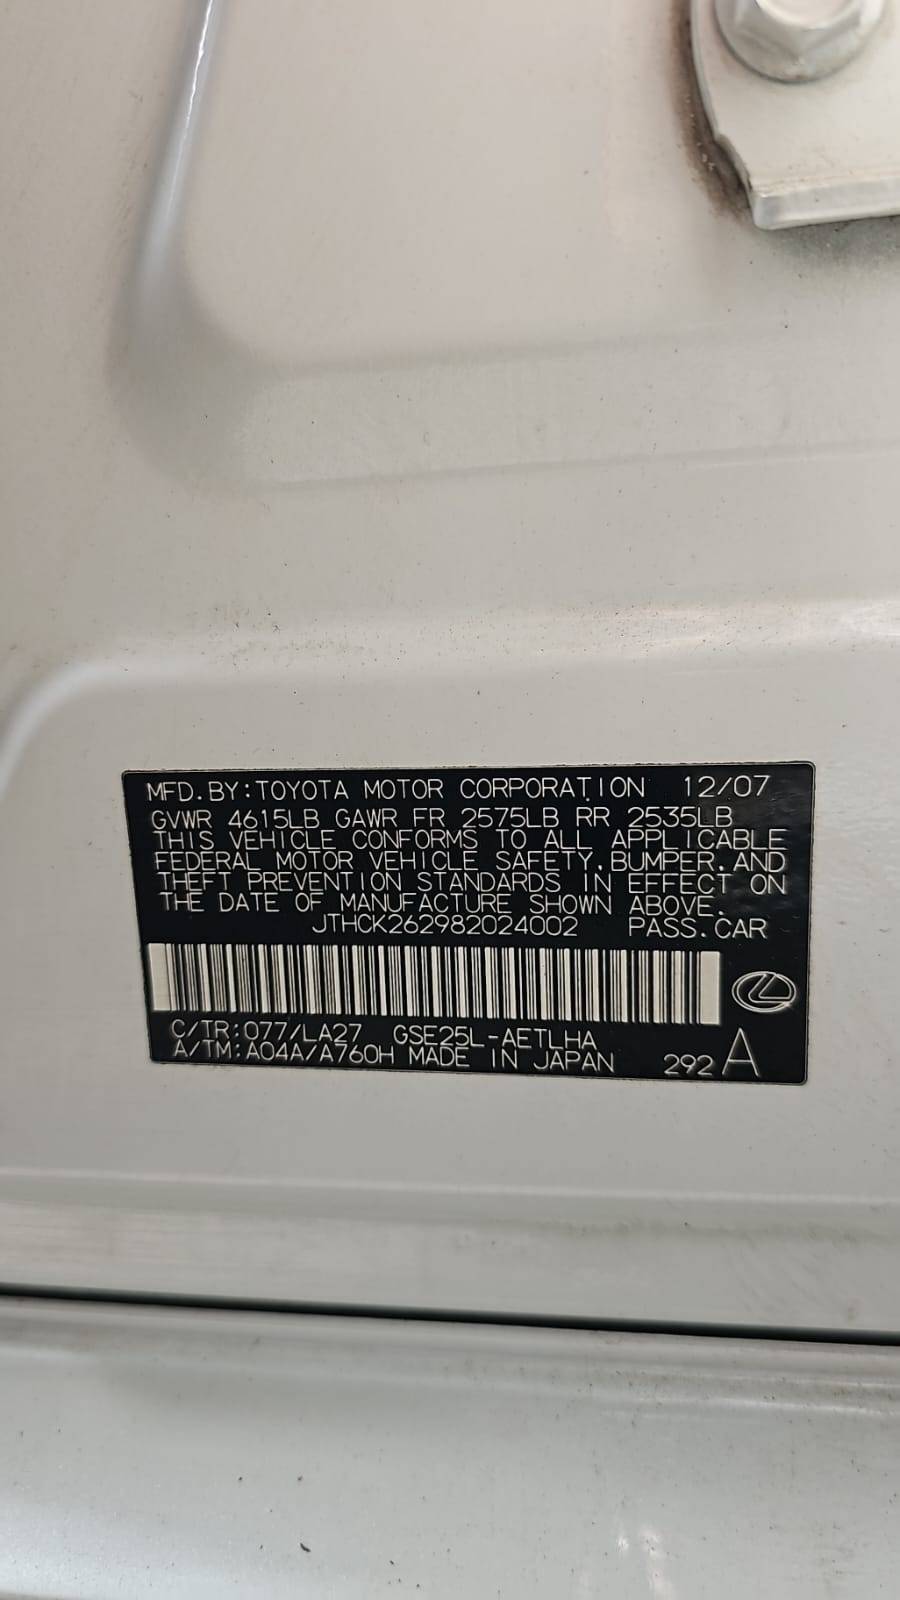 MFD.BY:TOYOTA MOTOR CORPORATION 12/07
GVWR 4615LB GAWR FR 2575LB RR 2535LB
THIS VEHICLE CONFORMS TO ALL APPLICABLE
FEDERAL MOTOR VEHICLE SAFETY,BUMPER,AND
THEFT PREVENTION STANDARDS IN EFFECT ON
THE DATE OF MANUFACTURE SHOWN ABOVE.
JTHCK262982024002 PASS.CAR
C/TR:077/LA27 GSE25L-AETLHA
A/TM:A04A/A760H MADE IN JAPAN 292 A